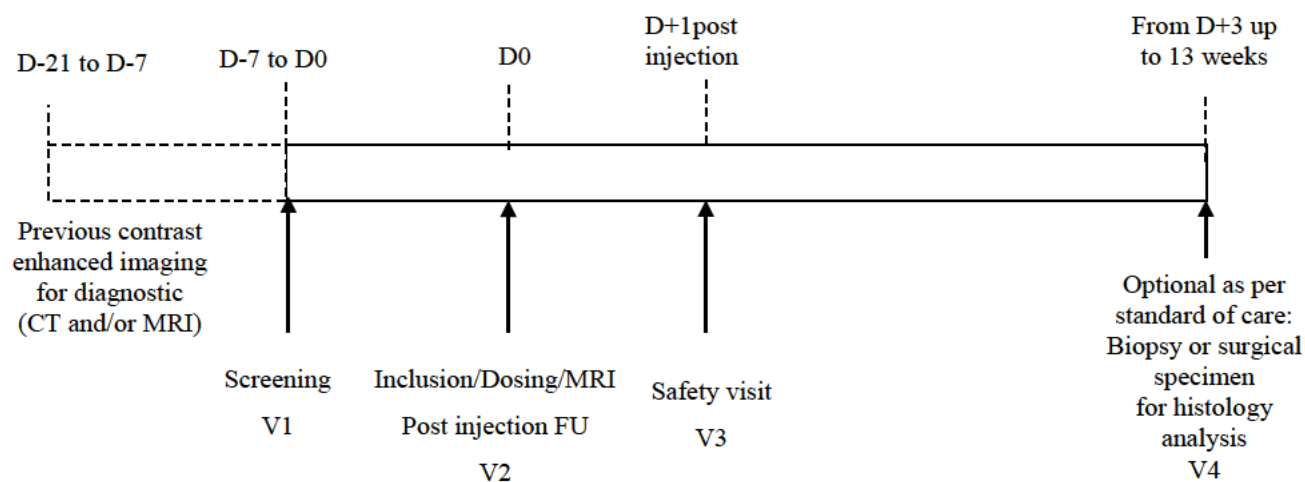 D-21 to D-7
D-7 to D0
D0
D+1post
injection
From D+3 up
to 13 weeks
Previous contrast
enhanced imaging
for diagnostic
(CT and/or MRI)
Screening
V1
Inclusion/Dosing/MRI
Post injection FU
V2
Safety visit
V3
Optional as per
standard of care:
Biopsy or surgical
specimen
for histology
analysis
V4